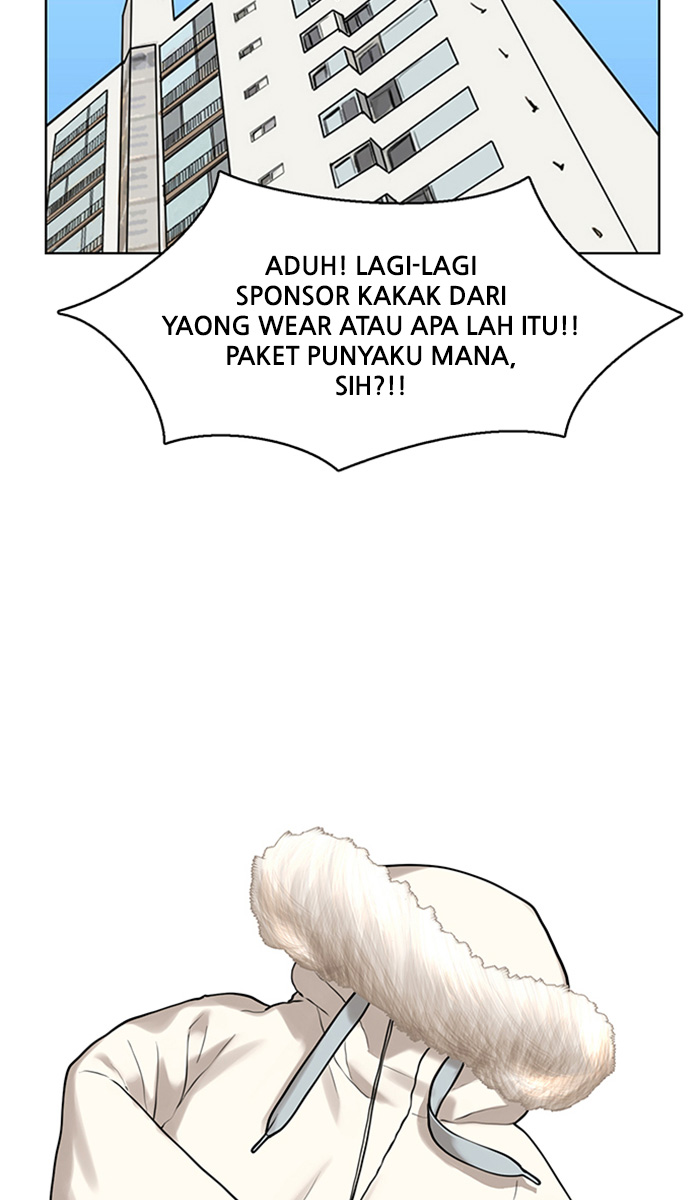 ADUH! LAGI-LAGI
SPONSOR KAKAK DARI
YAONG WEAR ATAU APA LAH ITU!!
PAKET PUNYAKU MANA,
SIH?!!